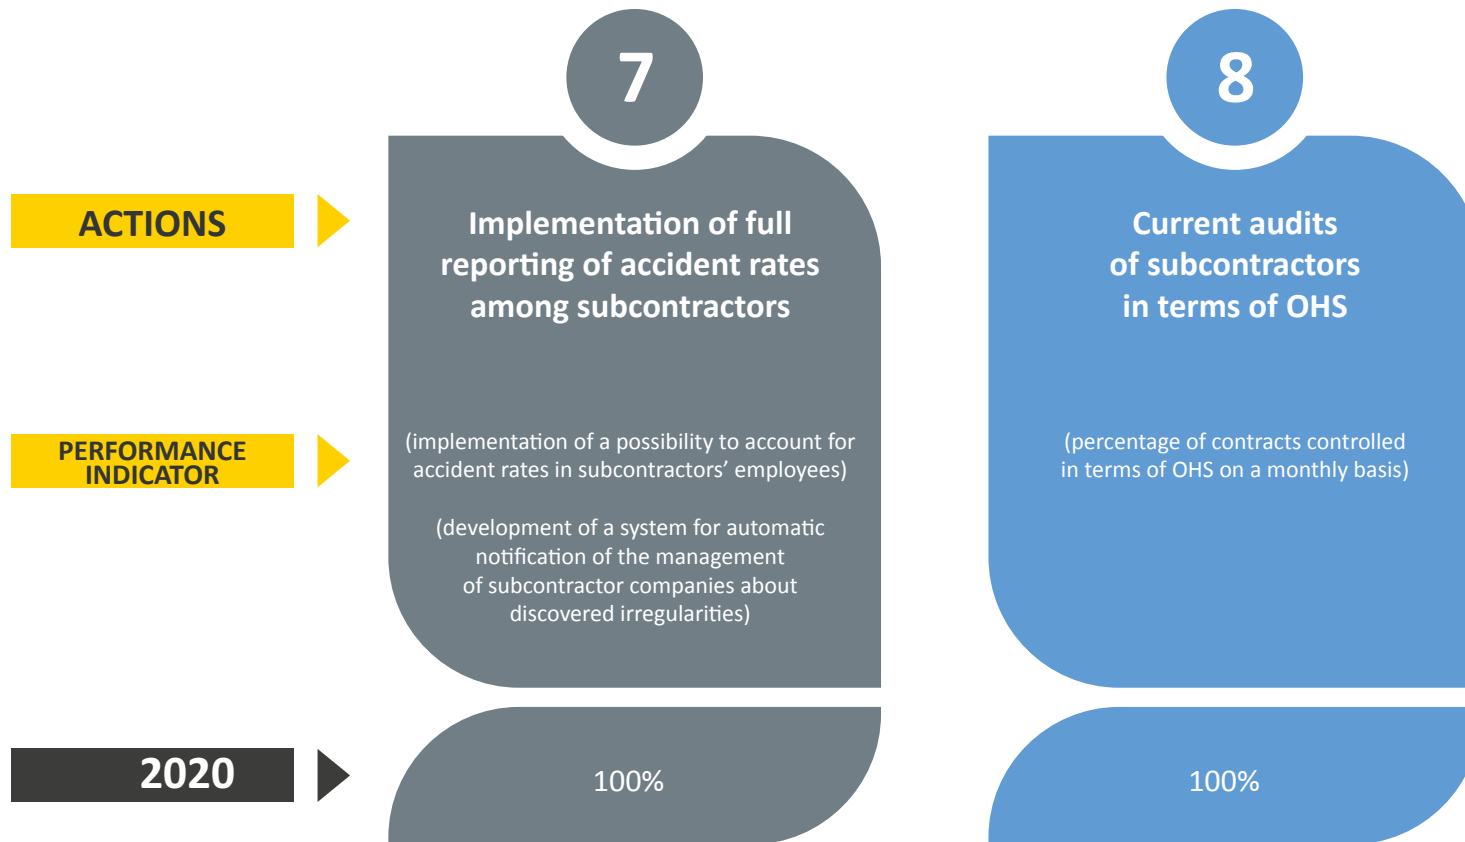 7
8
ACTIONS
Implementation of full
reporting of accident rates
among subcontractors
Current audits
of subcontractors
in terms of OHS
PERFORMANCE
INDICATOR
(implementation of a possibility to account for
accident rates in subcontractors’ employees)
(development of a system for automatic
notification of the management
of subcontractor companies about
discovered irregularities)
(percentage of contracts controlled
in terms of OHS on a monthly basis)
2020
100%
100%